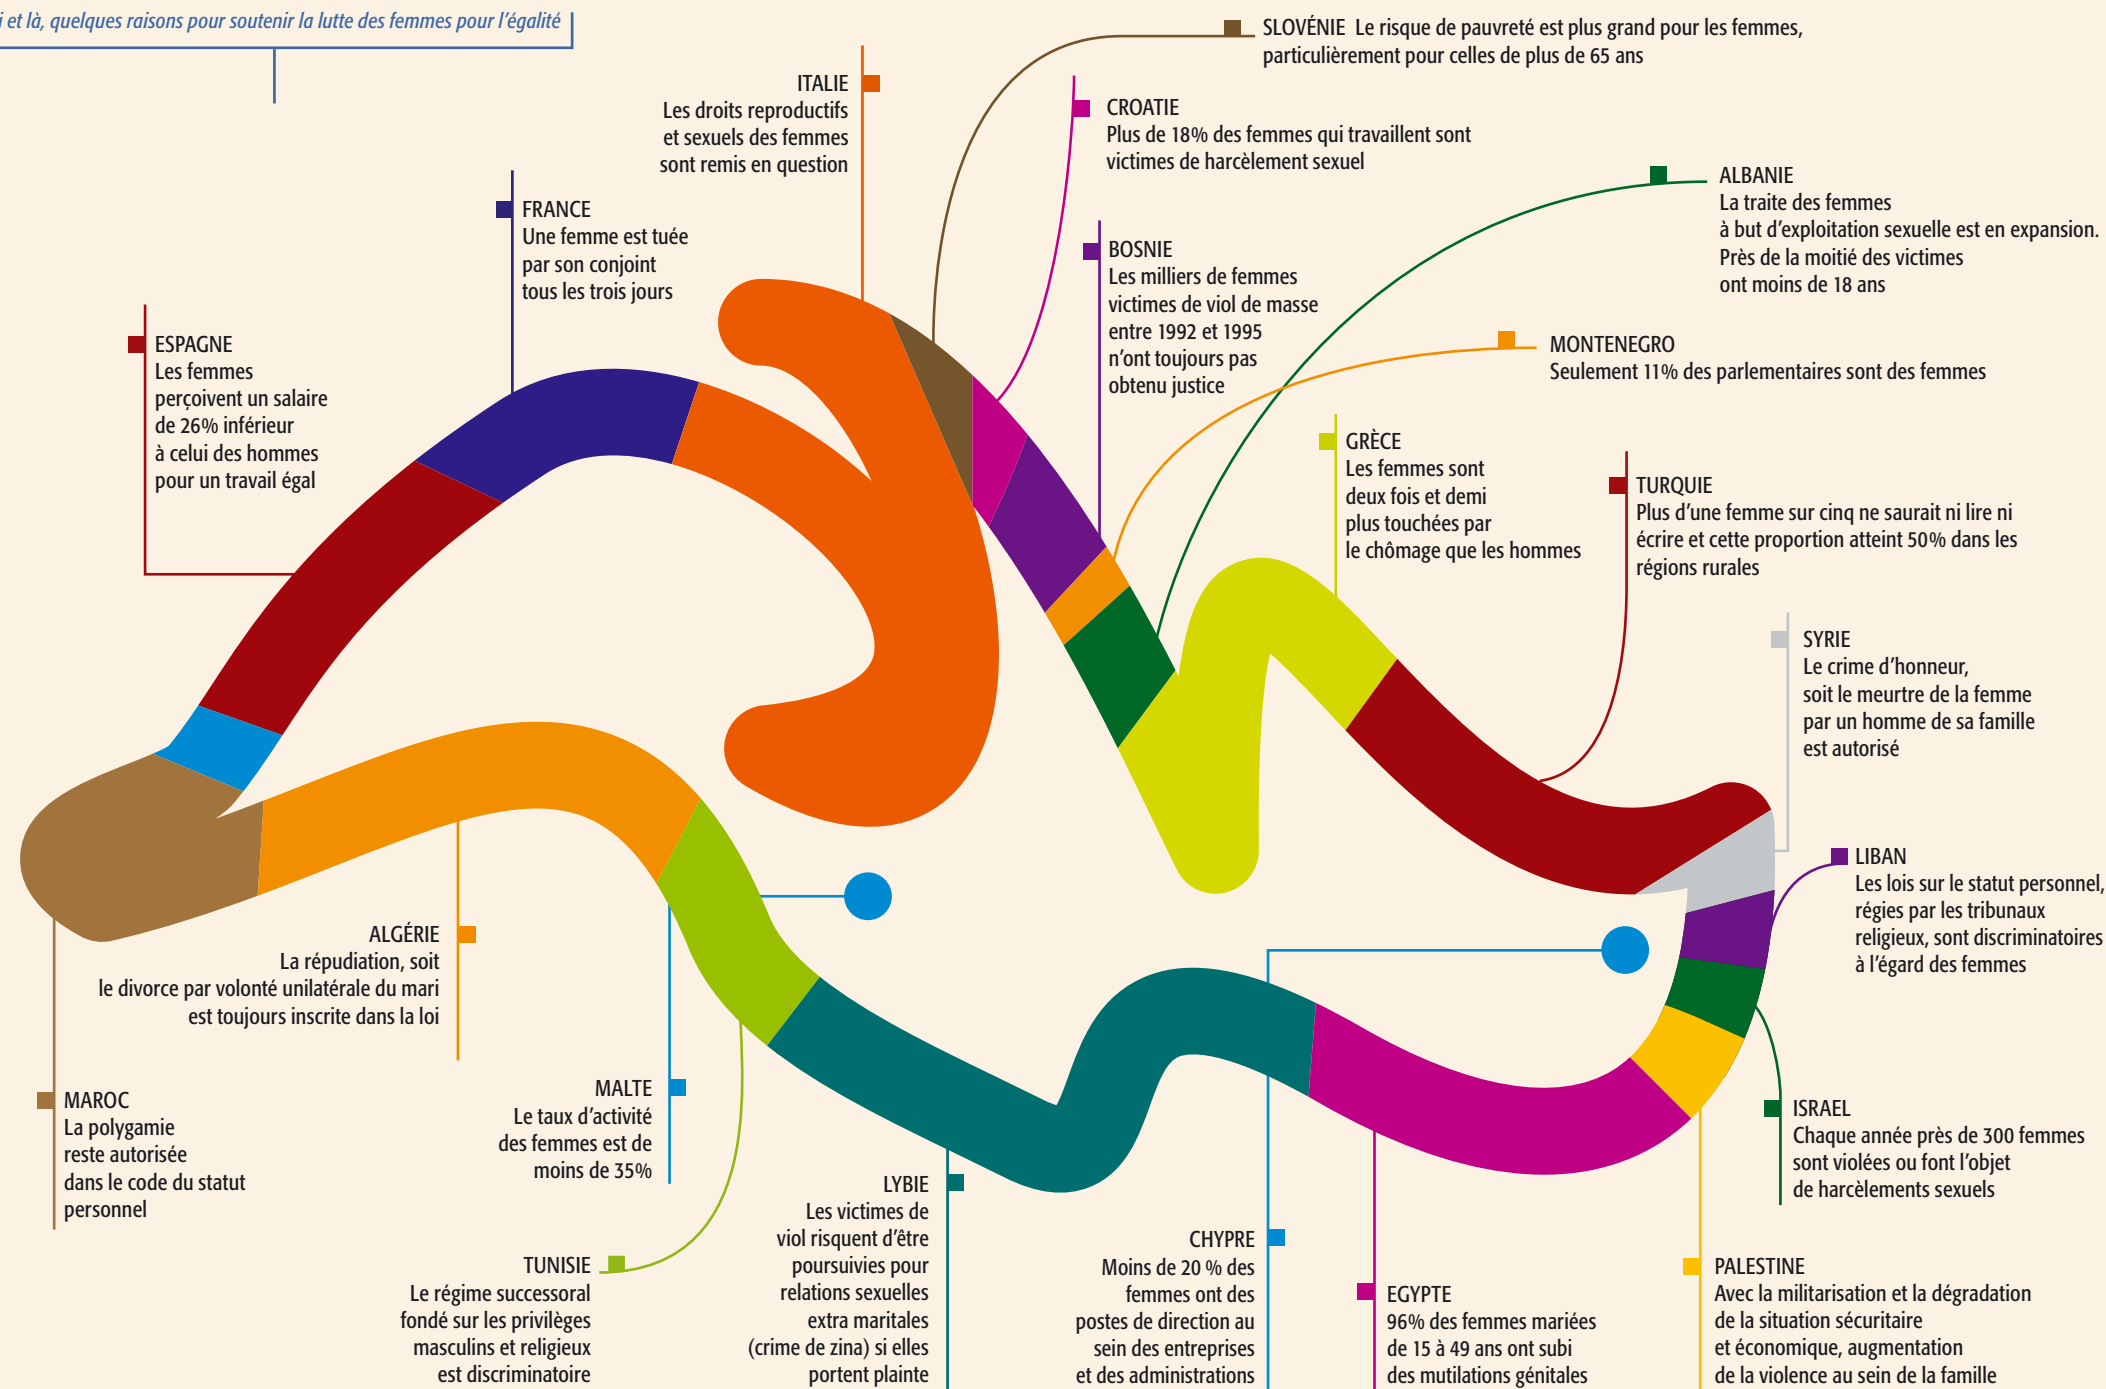 et là, quelques raisons pour soutenir la lutte des femmes pour l'égalité
SLOVÉNIE Le risque de pauvreté est plus grand pour les femmes,
particulièrement pour celles de plus de 65 ans
ITALIE
Les droits reproductifs
et sexuels des femmes
sont remis en question
CROATIE
Plus de 18% des femmes qui travaillent sont
victimes de harcèlement sexuel
ALBANIE
La traite des femmes
à but d'exploitation sexuelle est en expansion.
Près de la moitié des victimes
ont moins de 18 ans
FRANCE
Une femme est tuée
par son conjoint
tous les trois jours
BOSNIE
Les milliers de femmes
victimes de viol de masse
entre 1992 et 1995
n'ont toujours pas
obtenu justice
ESPAGNE
Les femmes
perçoivent un salaire
de 26% inférieur
à celui des hommes
pour un travail égal
MONTENEGRO
Seulement 11% des parlementaires sont des femmes
GRÈCE
Les femmes sont
deux fois et demi
plus touchées par
le chômage que les hommes
TURQUIE
Plus d'une femme sur cinq ne saurait ni lire ni
écrire et cette proportion atteint 50% dans les
régions rurales
SYRIE
Le crime d'honneur,
soit le meurtre de la femme
par un homme de sa famille
est autorisé
LIBAN
Les lois sur le statut personnel,
régies par les tribunaux
religieux, sont discriminatoires
à l'égard des femmes
ALGÉRIE
La répudiation, soit
le divorce par volonté unilatérale du mari
est toujours inscrite dans la loi
MAROC
La polygamie
reste autorisée
dans le code du statut
personnel
MALTE
Le taux d'activité
des femmes est de
moins de 35%
ISRAEL
Chaque année près de 300 femmes
sont violées ou font l'objet
de harcèlements sexuels
TUNISIE
Le régime successoral
fondé sur les privilèges
masculins et religieux
est discriminatoire
LYBIE
Les victimes de
viol risquent d'être
poursuivies pour
relations sexuelles
extra maritales
(crime de zina) si elles
portent plainte
CHYPRE
Moins de 20 % des
femmes ont des
postes de direction au
sein des entreprises
et des administrations
EGYPTE
96% des femmes mariées
de 15 à 49 ans ont subi
des mutilations génitales
PALESTINE
Avec la militarisation et la dégradation
de la situation sécuritaire
et économique, augmentation
de la violence au sein de la famille